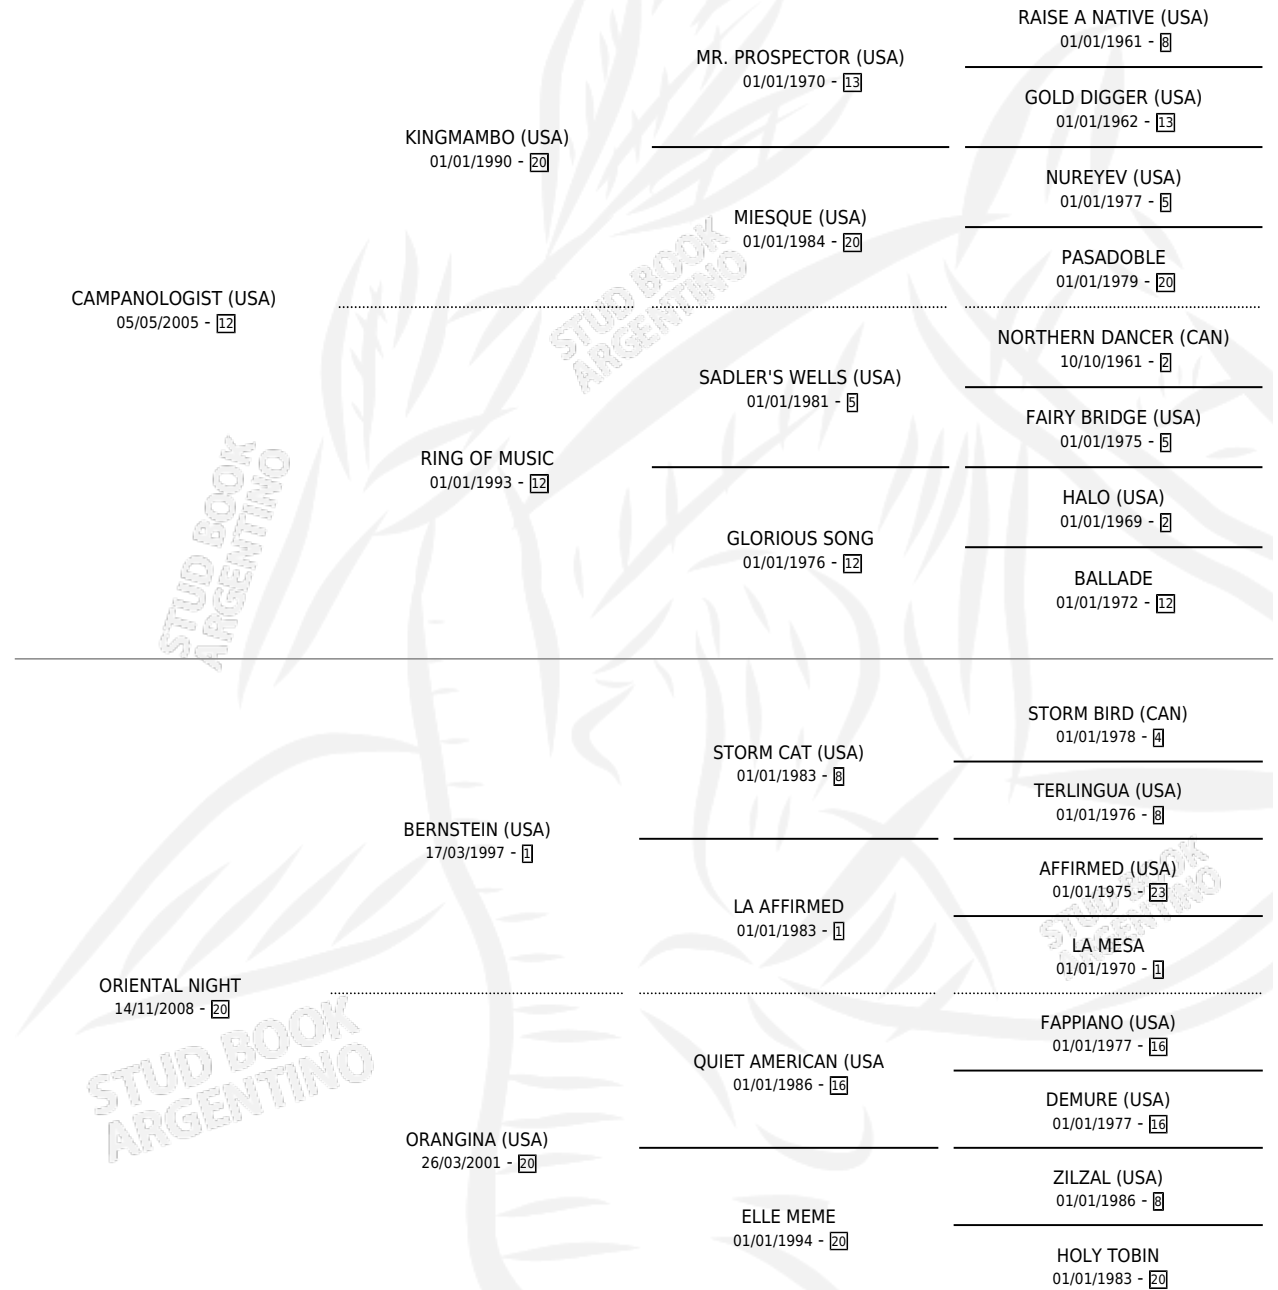 RAISE A NATIVE (USA)
01/01/1961 - 8
MR. PROSPECTOR (USA)
01/01/1970 - 13
GOLD DIGGER (USA)
01/01/1962 - 13
KINGMAMBO (USA)
01/01/1990 - 20
NUREYEV (USA)
01/01/1977 - 5
MIESQUE (USA)
01/01/1984 - 20
PASADOBLE
01/01/1979 - 20
CAMPANOLOGIST (USA)
05/05/2005 - 12
NORTHERN DANCER (CAN)
10/10/1961 - 2
SADLER'S WELLS (USA)
01/01/1981 - 5
FAIRY BRIDGE (USA)
01/01/1975 - 5
RING OF MUSIC
01/01/1993 - 12
HALO (USA)
01/01/1969 - 2
GLORIOUS SONG
01/01/1976 - 12
BALLADE
01/01/1972 - 12
STUD BOOK
ARGENTINO
STUD BOOK
ARGENTINO
STORM BIRD (CAN)
01/01/1978 - 4
STORM CAT (USA)
01/01/1983 - 8
TERLINGUA (USA)
01/01/1976 - 8
BERNSTEIN (USA)
17/03/1997 - 1
AFFIRMED (USA)
01/01/1975 - 23
LA AFFIRMED
01/01/1983 - 1
LA MESA
01/01/1970 - 1
ORIENTAL NIGHT
14/11/2008 - 20
FAPPIANO (USA)
01/01/1977 - 16
QUIET AMERICAN (USA
01/01/1986 - 16
DEMURE (USA)
01/01/1977 - 16
ORANGINA (USA)
26/03/2001 - 20
ZILZAL (USA)
01/01/1986 - 8
ELLE MEME
01/01/1994 - 20
HOLY TOBIN
01/01/1983 - 20
STUD BOOK
ARGENTINO
STUD BOOK
ARGENTINO